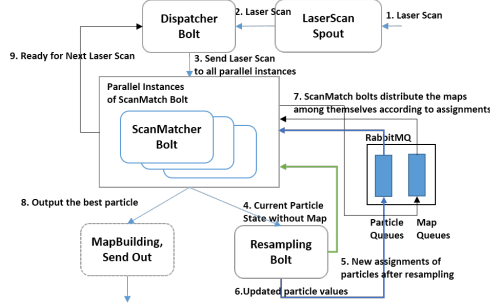 Dispatcher
Bolt
2. Laser Scan
LaserScan
Spout
1. Laser Scan
9. Ready for Next Laser Scan
3. Send Laser Scan
to all parallel instances
Parallel Instances
of ScanMatch Bolt
7. ScanMatch bolts distribute the maps
among themselves according to assignments
ScanMatcher
Bolt
RabbitMQ
8. Output the best particle
4. Current Particle
State without Map
Particle
Queues
Map
Queues
MapBuilding,
Send Out
Resampling
Bolt
5. New assignments of
particles after resampling
6.Updated particle values